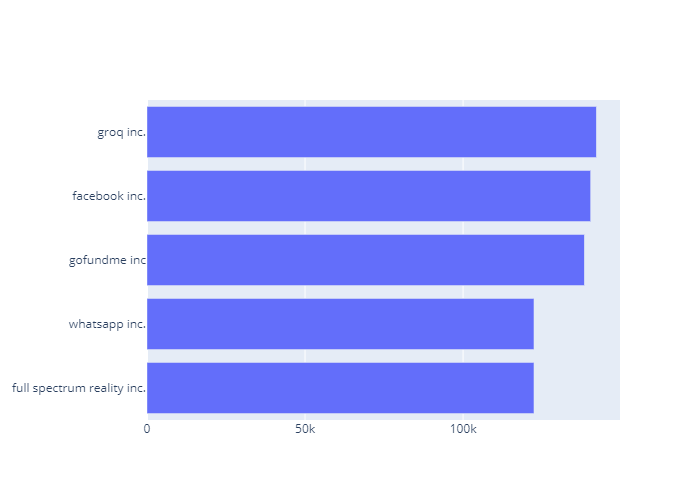 groq inc.
facebook inc.
gofundme inc
whatsapp inc.
full spectrum reality inc.
0 50k 100k